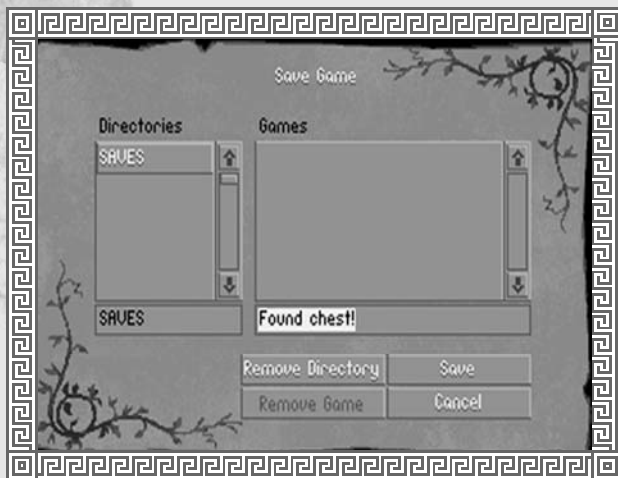 Save Game
Directories
Games
SAVES
SAVES
Found chest!
Remove Directory
Save
Remove Game
Cancel